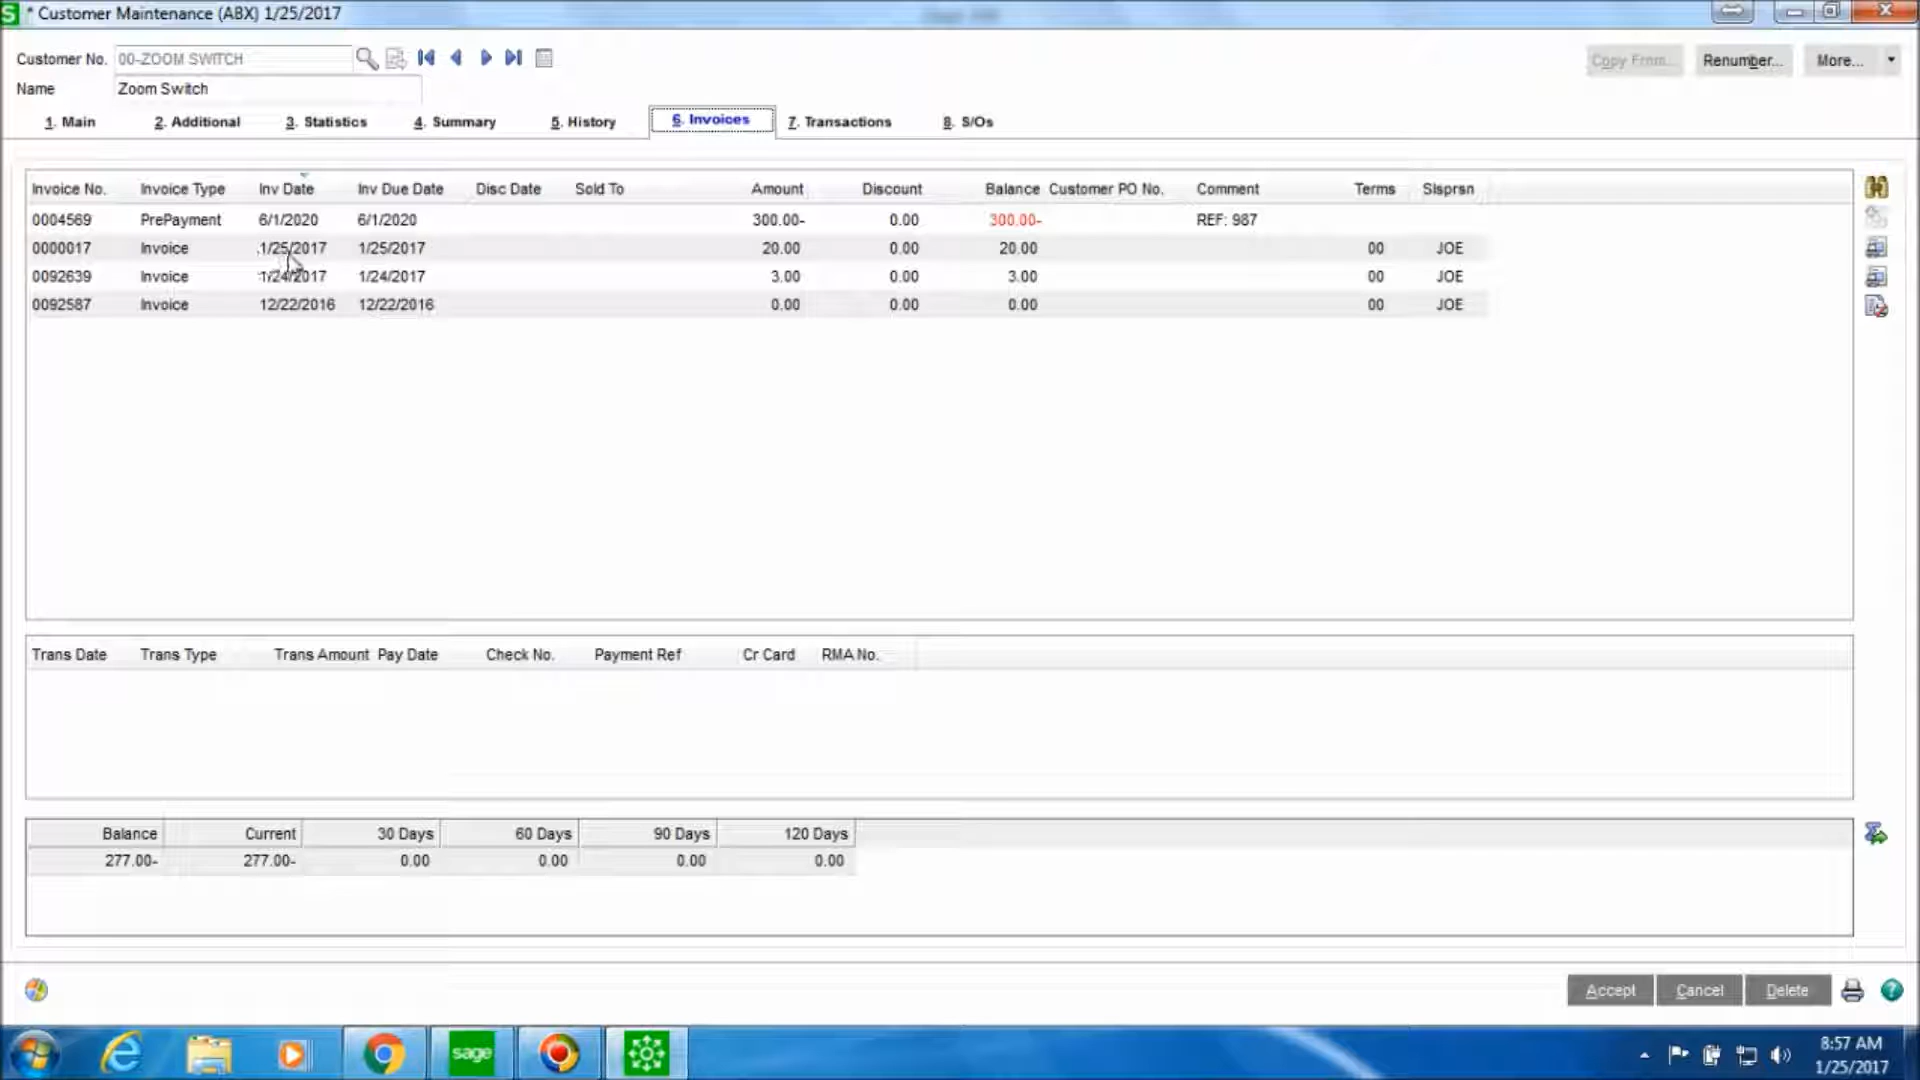 * Customer Maintenance (ABX) 1/25/2017
Customer No. 00-ZOOM SWITCH Copy From... Renumber... More...
Name Zoom Switch
1. Main 2. Additional 3. Statistics 4. Summary 5. History 6. Invoices 7. Transactions 8. S/Os
Invoice No. Invoice Type Inv Date Inv Due Date Disc Date Sold To Amount Discount Balance Customer PO No. Comment Terms Slsprsn
0004569 PrePayment 6/1/2020 6/1/2020 300.00- 0.00 300.00- REF: 987
0000017 Invoice 1/25/2017 1/25/2017 20.00 0.00 20.00 00 JOE
0092639 Invoice 1/24/2017 1/24/2017 3.00 0.00 3.00 00 JOE
0092587 Invoice 12/22/2016 12/22/2016 0.00 0.00 0.00 00 JOE
Trans Date Trans Type Trans Amount Pay Date Check No. Payment Ref Cr Card RMA No.
Balance Current 30 Days 60 Days 90 Days 120 Days
277.00- 277.00- 0.00 0.00 0.00 0.00
Accept Cancel Delete
sage
8:57 AM
1/25/2017